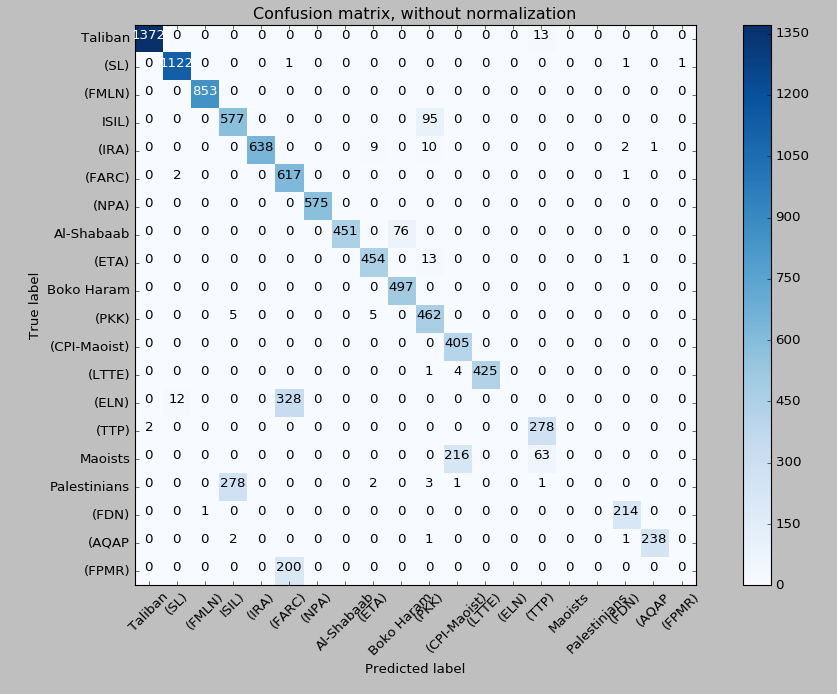 Confusion matrix, without normalization
Taliban 1372 0 0 0 0 0 0 0 0 0 0 0 0 0 13 0 0 0 0 0
(SL) 0 1122 0 0 0 1 0 0 0 0 0 0 0 0 0 0 0 1 0 1
(FMLN) 0 0 853 0 0 0 0 0 0 0 0 0 0 0 0 0 0 0 0 0
ISIL) 0 0 0 577 0 0 0 0 0 0 95 0 0 0 0 0 0 0 0 0
(IRA) 0 0 0 0 638 0 0 0 9 0 10 0 0 0 0 0 0 2 1 0
(FARC) 0 2 0 0 0 617 0 0 0 0 0 0 0 0 0 0 0 1 0 0
(NPA) 0 0 0 0 0 0 575 0 0 0 0 0 0 0 0 0 0 0 0 0
Al-Shabaab 0 0 0 0 0 0 0 451 0 76 0 0 0 0 0 0 0 0 0 0
(ETA) 0 0 0 0 0 0 0 0 454 0 13 0 0 0 0 0 0 1 0 0
Boko Haram 0 0 0 0 0 0 0 0 0 497 0 0 0 0 0 0 0 0 0 0
(PKK) 0 0 0 5 0 0 0 0 5 0 462 0 0 0 0 0 0 0 0 0
(CPI-Maoist) 0 0 0 0 0 0 0 0 0 0 0 405 0 0 0 0 0 0 0 0
(LTTE) 0 0 0 0 0 0 0 0 0 0 1 4 425 0 0 0 0 0 0 0
(ELN) 0 12 0 0 0 328 0 0 0 0 0 0 0 0 0 0 0 0 0 0
(TTP) 2 0 0 0 0 0 0 0 0 0 0 0 0 0 278 0 0 0 0 0
Maoists 0 0 0 0 0 0 0 0 0 0 0 216 0 0 63 0 0 0 0 0
Palestinians 0 0 0 278 0 0 0 0 2 0 3 1 0 0 1 0 0 0 0 0
(FDN) 0 0 1 0 0 0 0 0 0 0 0 0 0 0 0 0 0 214 0 0
(AQAP 0 0 0 2 0 0 0 0 0 0 1 0 0 0 0 0 0 1 238 0
(FPMR) 0 0 0 0 0 200 0 0 0 0 0 0 0 0 0 0 0 0 0 0
Taliban (SL) (FMLN) ISIL) (IRA) (FARC) (NPA) Al-Shabaab (ETA) Boko Haram (PKK) (CPI-Maoist) (LTTE) (ELN) (TTP) Maoists Palestinians (FDN) (AQAP (FPMR)
Predicted label
True label
1350
1200
1050
900
750
600
450
300
150
0